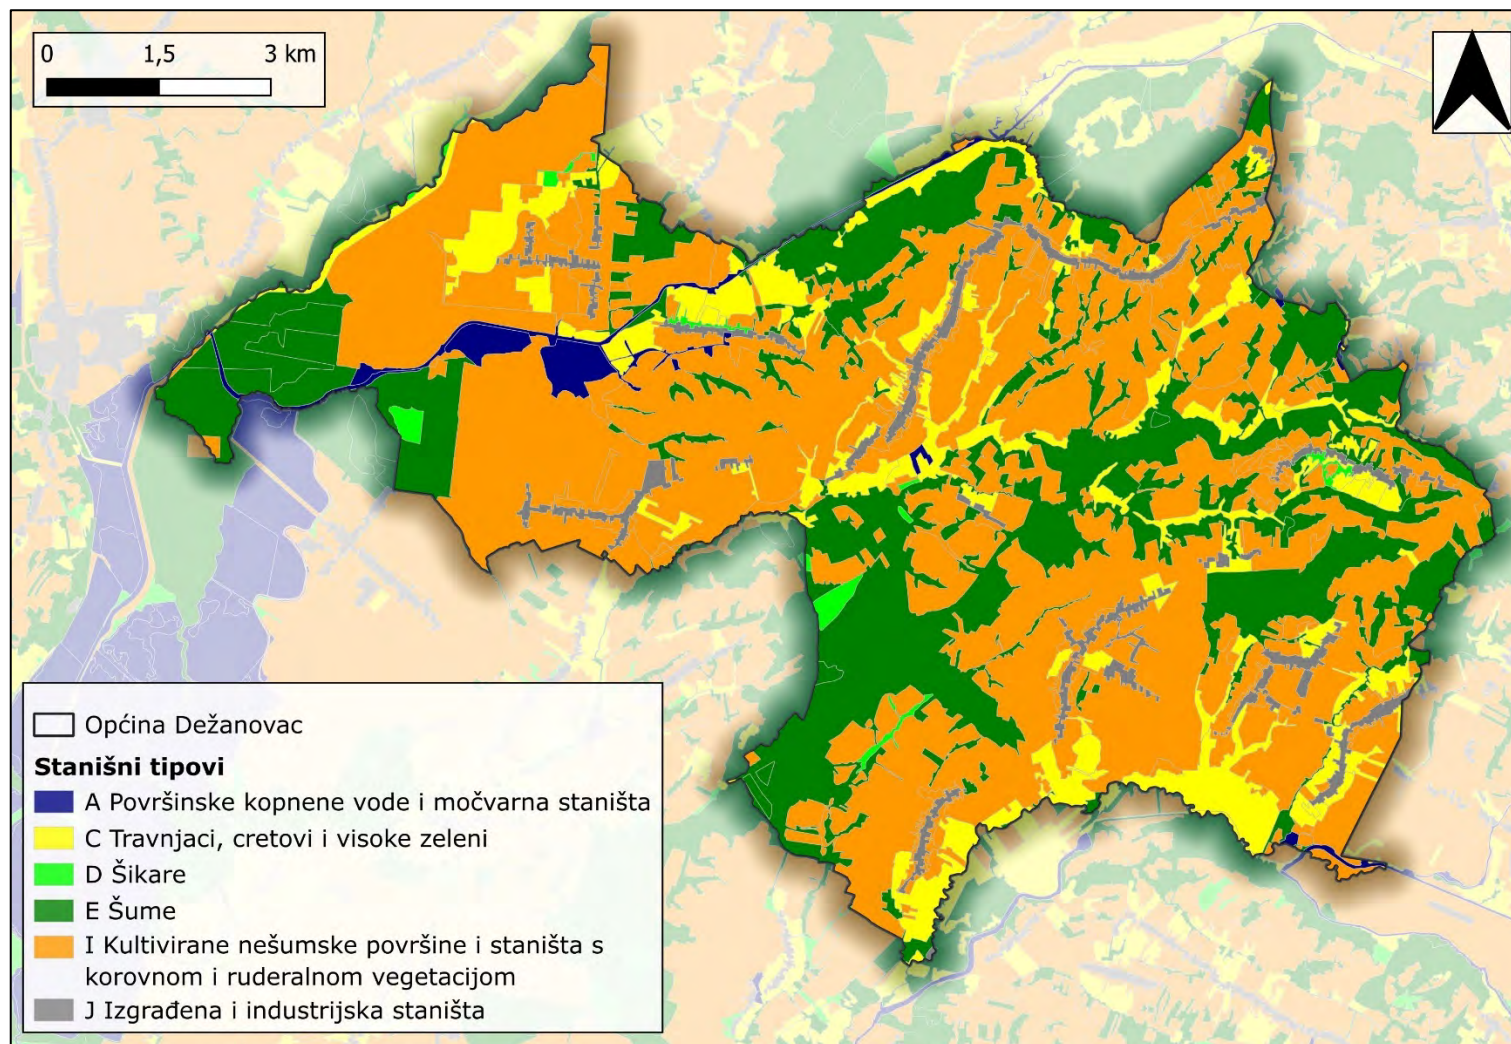 0 1,5 3 km
Općina Dežanovac
Stanišni tipovi
A Površinske kopnene vode i močvarna staništa
C Travnjaci, cretovi i visoke zeleni
D Šikare
E Šume
I Kultivirane nešumske površine i staništa s
korovnom i ruderalnom vegetacijom
J Izgrađena i industrijska staništa